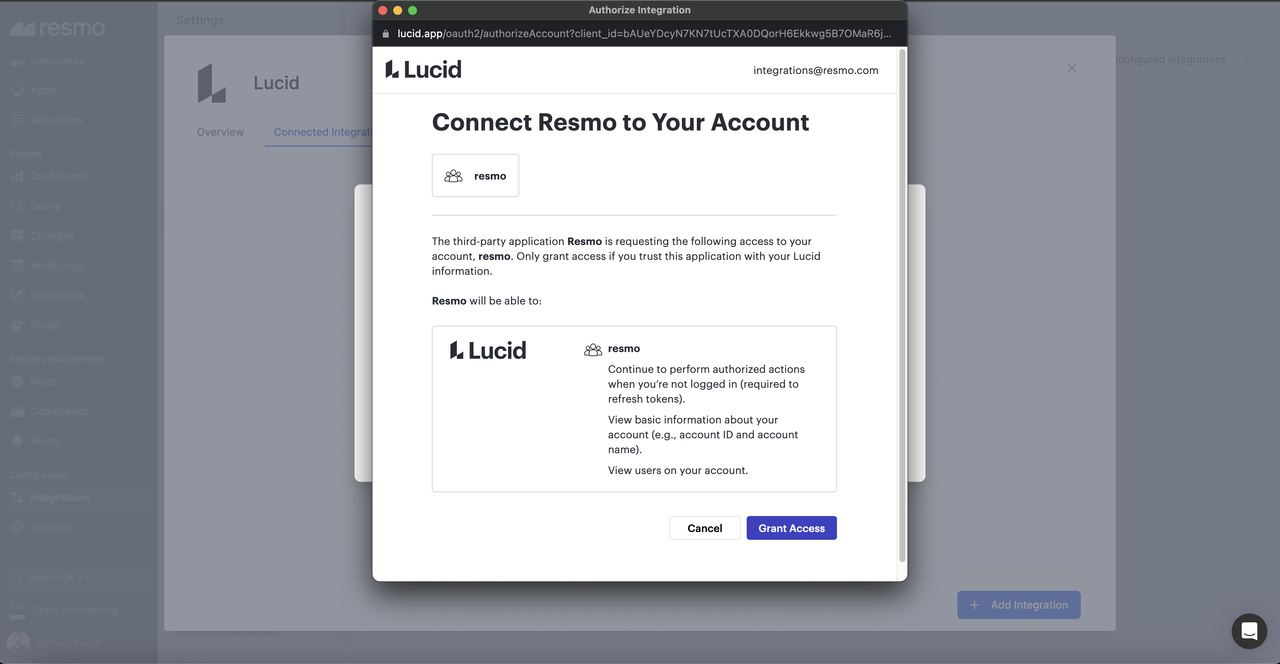 Authorize Integration
lucid.app/oauth2/authorizeAccount?client_id=bAUeYDcyN7KN7tUcTXA0DQorH6Ekkwg5B7OMaR6j...
Lucid
integrations@resmo.com
Connect Resmo to Your Account
resmo
The third-party application Resmo is requesting the following access to your
account, resmo. Only grant access if you trust this application with your Lucid
information.
Resmo will be able to:
Lucid
resmo
Continue to perform authorized actions
when you're not logged in (required to
refresh tokens).
View basic information about your
account (e.g., account ID and account
name).
View users on your account.
Cancel
Grant Access
resmo
Employees
Apps
Resources
Explore
Dashboards
Query
Changes
Audit Logs
Notebooks
Graph
Security Management
Rules
Compliance
Alerts
Configuration
Integrations
Settings
Open Onboarding
Settings
Lucid
Overview
Connected Integrat
configured integrations
+ Add Integration